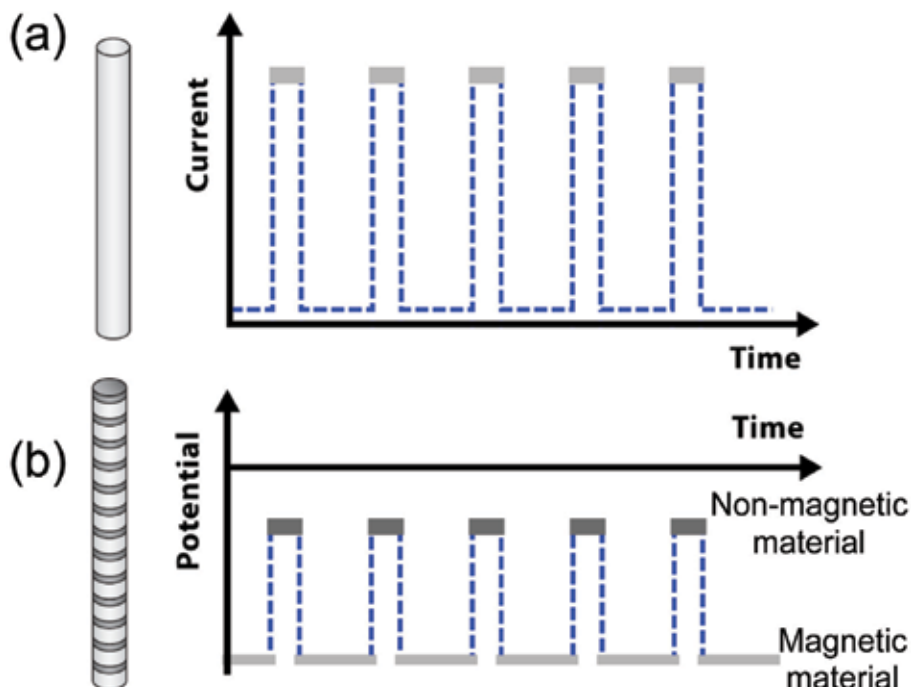 (a)
Current
Time
(b)
Potential
Time
Non-magnetic
material
Magnetic
material